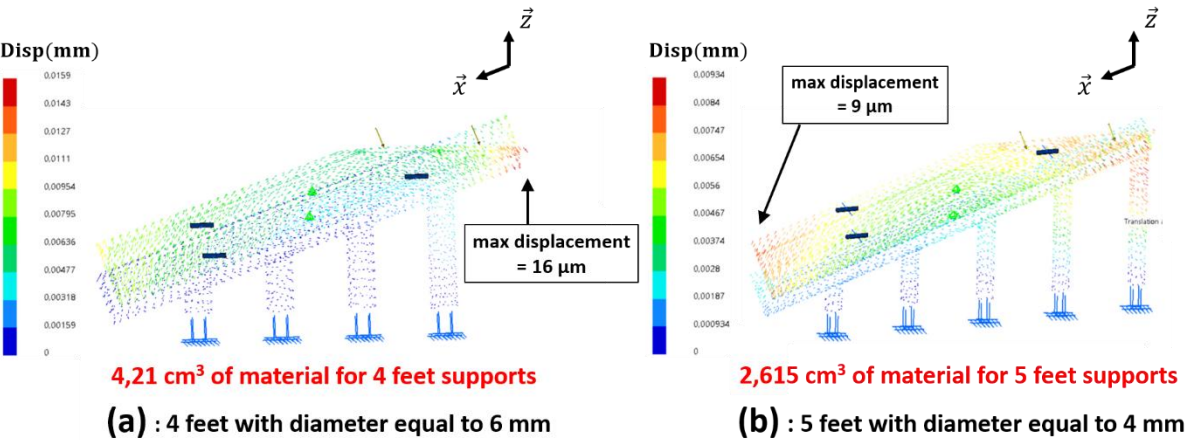 z⃗
Disp(mm)
x⃗
0,0159
0,0143
0,0127
0,0111
0,00954
0,00795
0,00636
0,00477
0,00318
0,00159
0
max displacement
= 16 µm
4,21 cm³ of material for 4 feet supports
(a) : 4 feet with diameter equal to 6 mm
z⃗
Disp(mm)
x⃗
0,00934
0,0084
0,00747
0,00654
0,0056
0,00467
0,00374
0,0028
0,00187
0,000934
0
max displacement
= 9 µm
Translation
2,615 cm³ of material for 5 feet supports
(b) : 5 feet with diameter equal to 4 mm